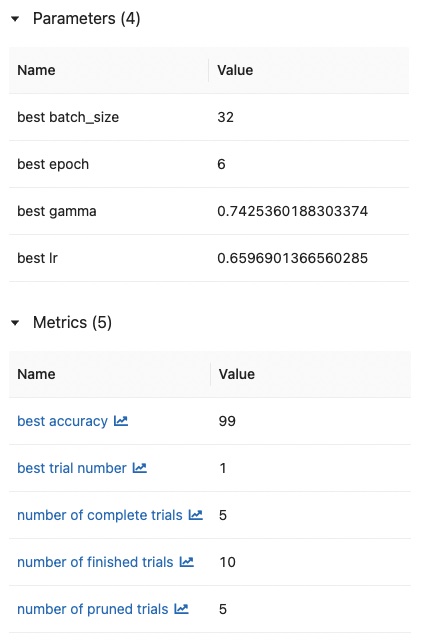 Parameters (4)
Name Value
best batch_size 32
best epoch 6
best gamma 0.7425360188303374
best lr 0.6596901366560285
Metrics (5)
Name Value
best accuracy 99
best trial number 1
number of complete trials 5
number of finished trials 10
number of pruned trials 5